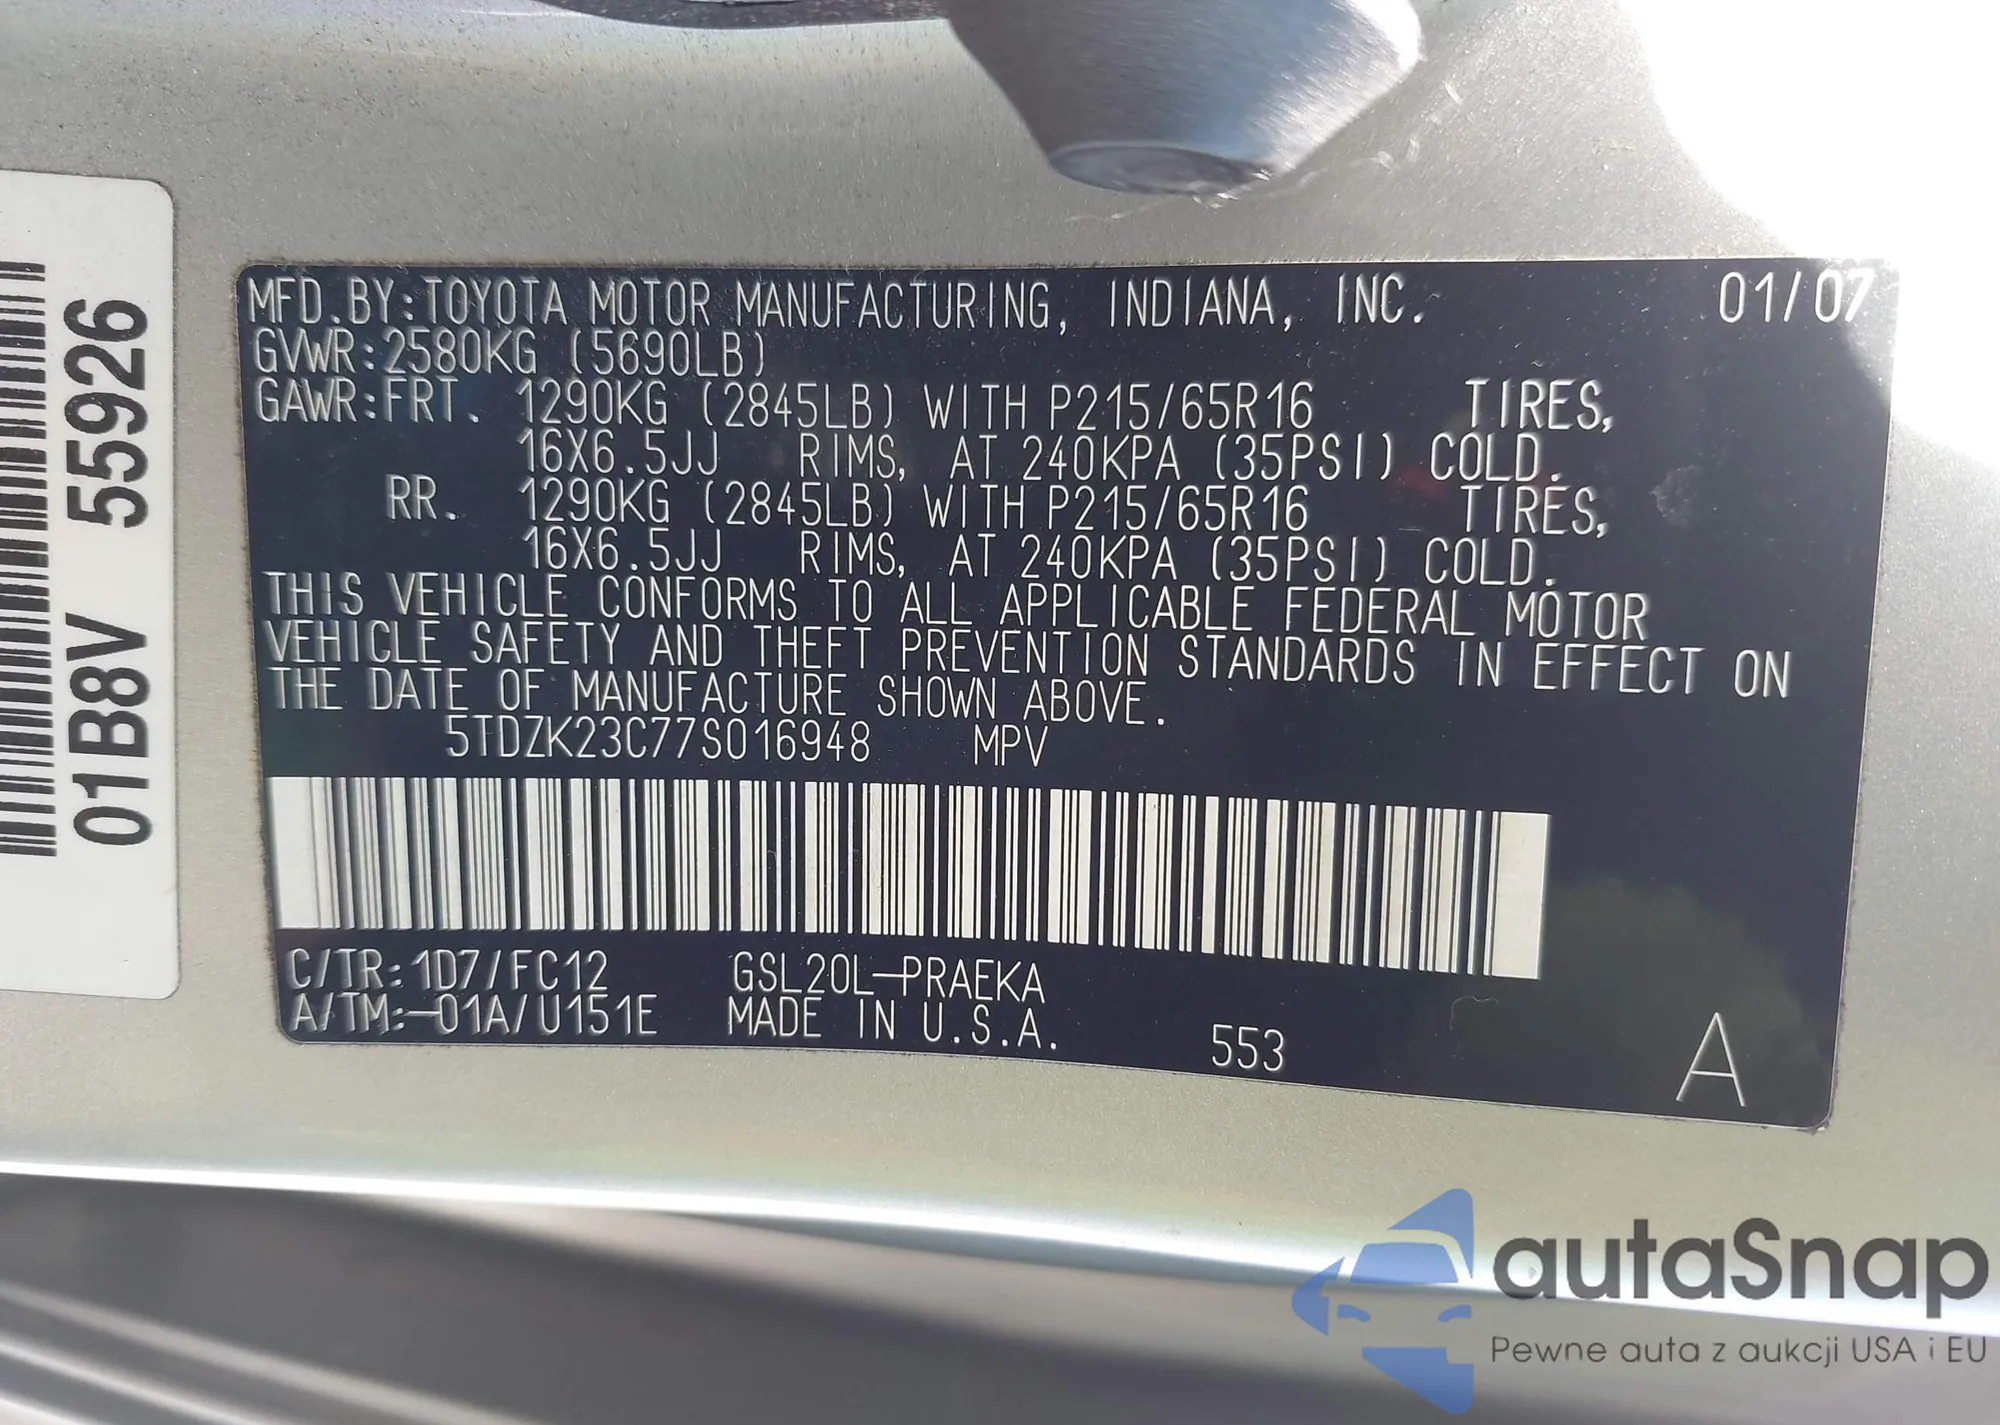 01B8V 55926
MFD.BY:TOYOTA MOTOR MANUFACTURING, INDIANA, INC. 01/07
GVWR:2580KG (5690LB)
GAWR:FRT. 1290KG (2845LB) WITH P215/65R16 TIRES,
16X6.5JJ RIMS, AT 240KPA (35PSI) COLD.
RR. 1290KG (2845LB) WITH P215/65R16 TIRES,
16X6.5JJ RIMS, AT 240KPA (35PSI) COLD.
THIS VEHICLE CONFORMS TO ALL APPLICABLE FEDERAL MOTOR
VEHICLE SAFETY AND THEFT PREVENTION STANDARDS IN EFFECT ON
THE DATE OF MANUFACTURE SHOWN ABOVE.
5TDZK23C77S016948 MPV
C/TR:1D7/FC12 GSL20L-PRAEKA
A/TM:-01A/U151E MADE IN U.S.A. 553 A
autaSnap
Pewne auta z aukcji USA i EU